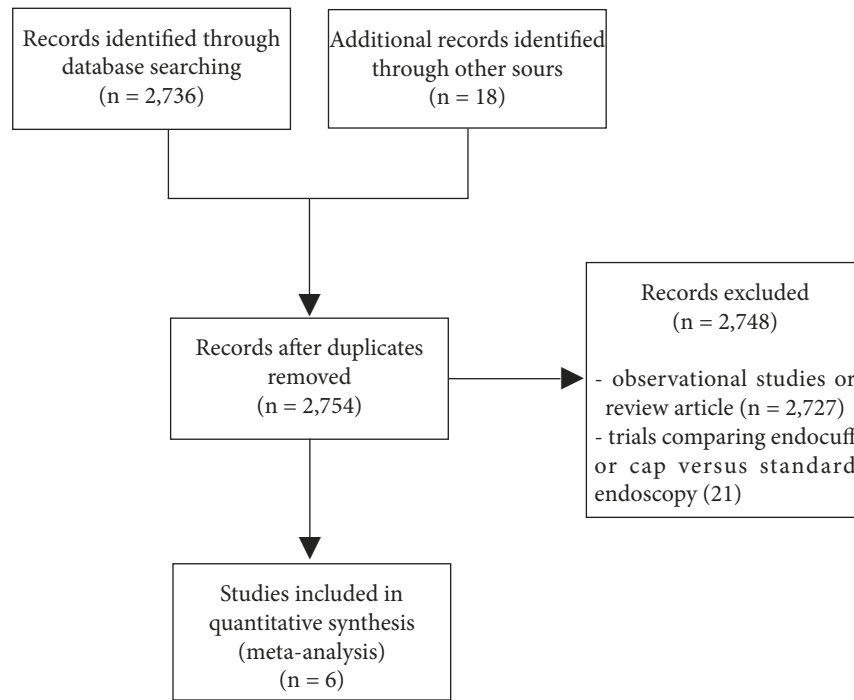 Records identified through
database searching
(n = 2,736)
Additional records identified
through other sours
(n = 18)
Records after duplicates
removed
(n = 2,754)
Records excluded
(n = 2,748)
- observational studies or
review article (n = 2,727)
- trials comparing endocuff
or cap versus standard
endoscopy (21)
Studies included in
quantitative synthesis
(meta-analysis)
(n = 6)